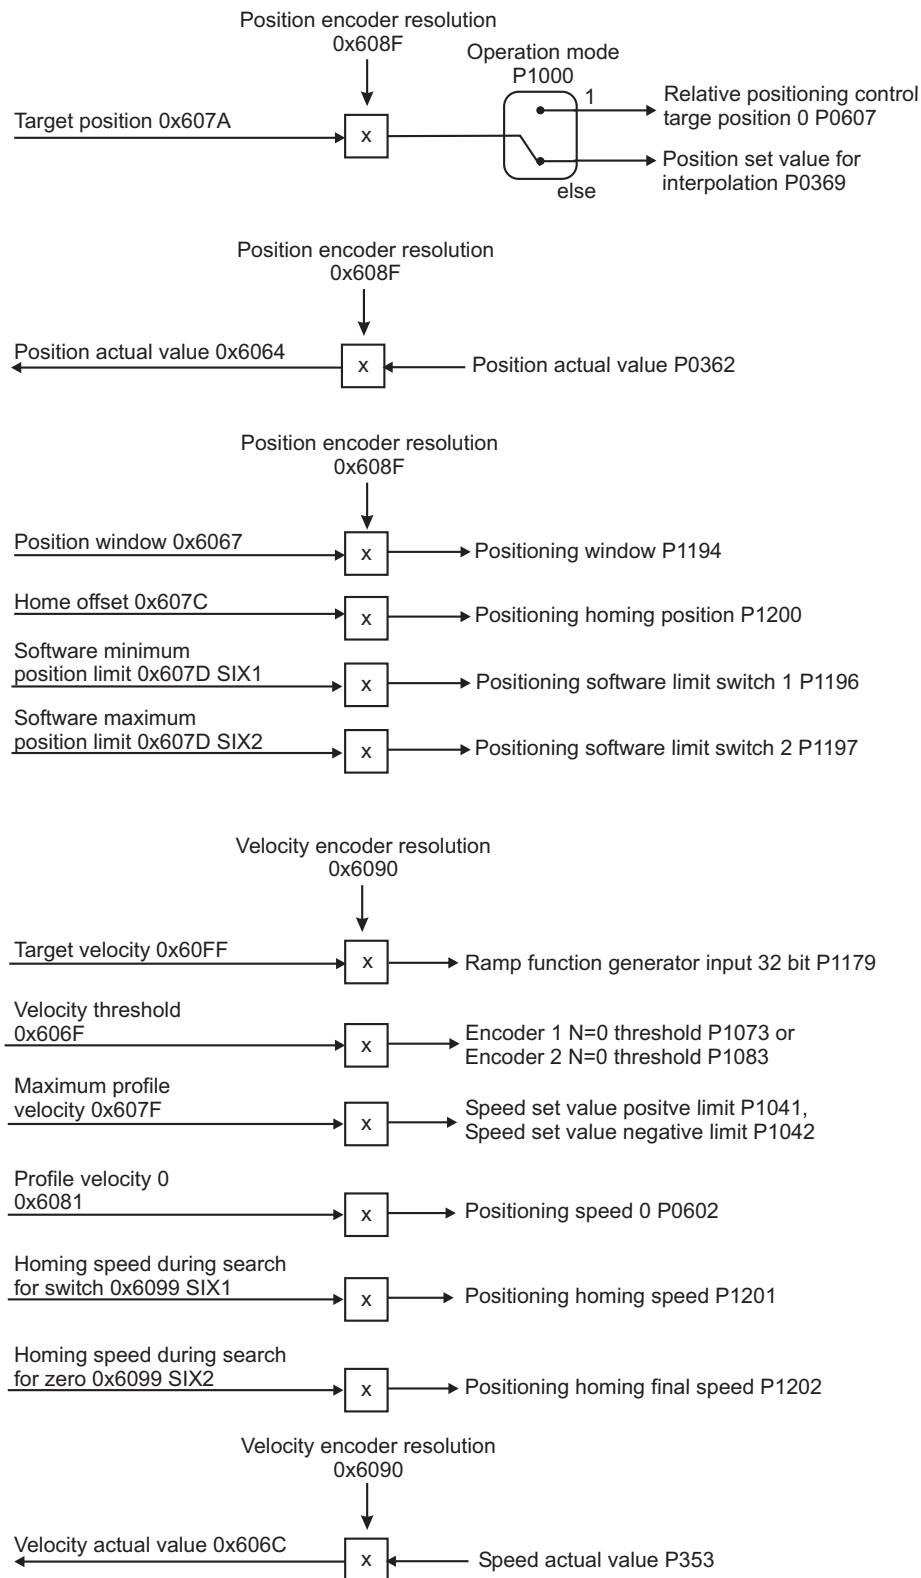 Position encoder resolution
0x608F
Operation mode
P1000
1
Relative positioning control
targe position 0 P0607
Target position 0x607A
x
Position set value for
interpolation P0369
else
Position encoder resolution
0x608F
Position actual value 0x6064
x
Position actual value P0362
Position encoder resolution
0x608F
Position window 0x6067
x
Positioning window P1194
Home offset 0x607C
x
Positioning homing position P1200
Software minimum
position limit 0x607D SIX1
x
Positioning software limit switch 1 P1196
Software maximum
position limit 0x607D SIX2
x
Positioning software limit switch 2 P1197
Velocity encoder resolution
0x6090
Target velocity 0x60FF
x
Ramp function generator input 32 bit P1179
Velocity threshold
0x606F
x
Encoder 1 N=0 threshold P1073 or
Encoder 2 N=0 threshold P1083
Maximum profile
velocity 0x607F
x
Speed set value positve limit P1041,
Speed set value negative limit P1042
Profile velocity 0
0x6081
x
Positioning speed 0 P0602
Homing speed during search
for switch 0x6099 SIX1
x
Positioning homing speed P1201
Homing speed during search
for zero 0x6099 SIX2
x
Positioning homing final speed P1202
Velocity encoder resolution
0x6090
Velocity actual value 0x606C
x
Speed actual value P353